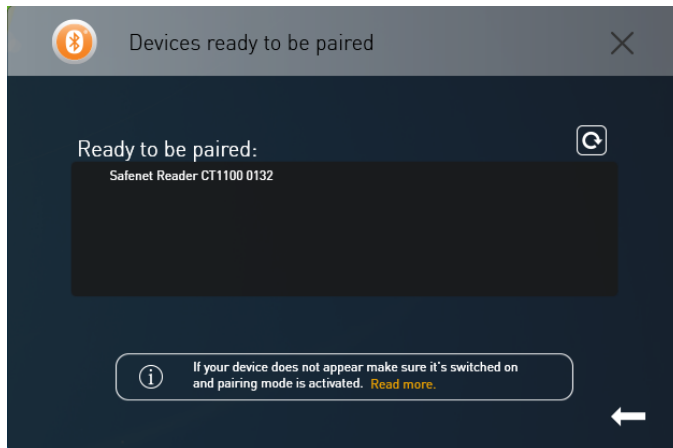 Devices ready to be paired
Ready to be paired:
Safenet Reader CT1100 0132
If your device does not appear make sure it's switched on
and pairing mode is activated. Read more.